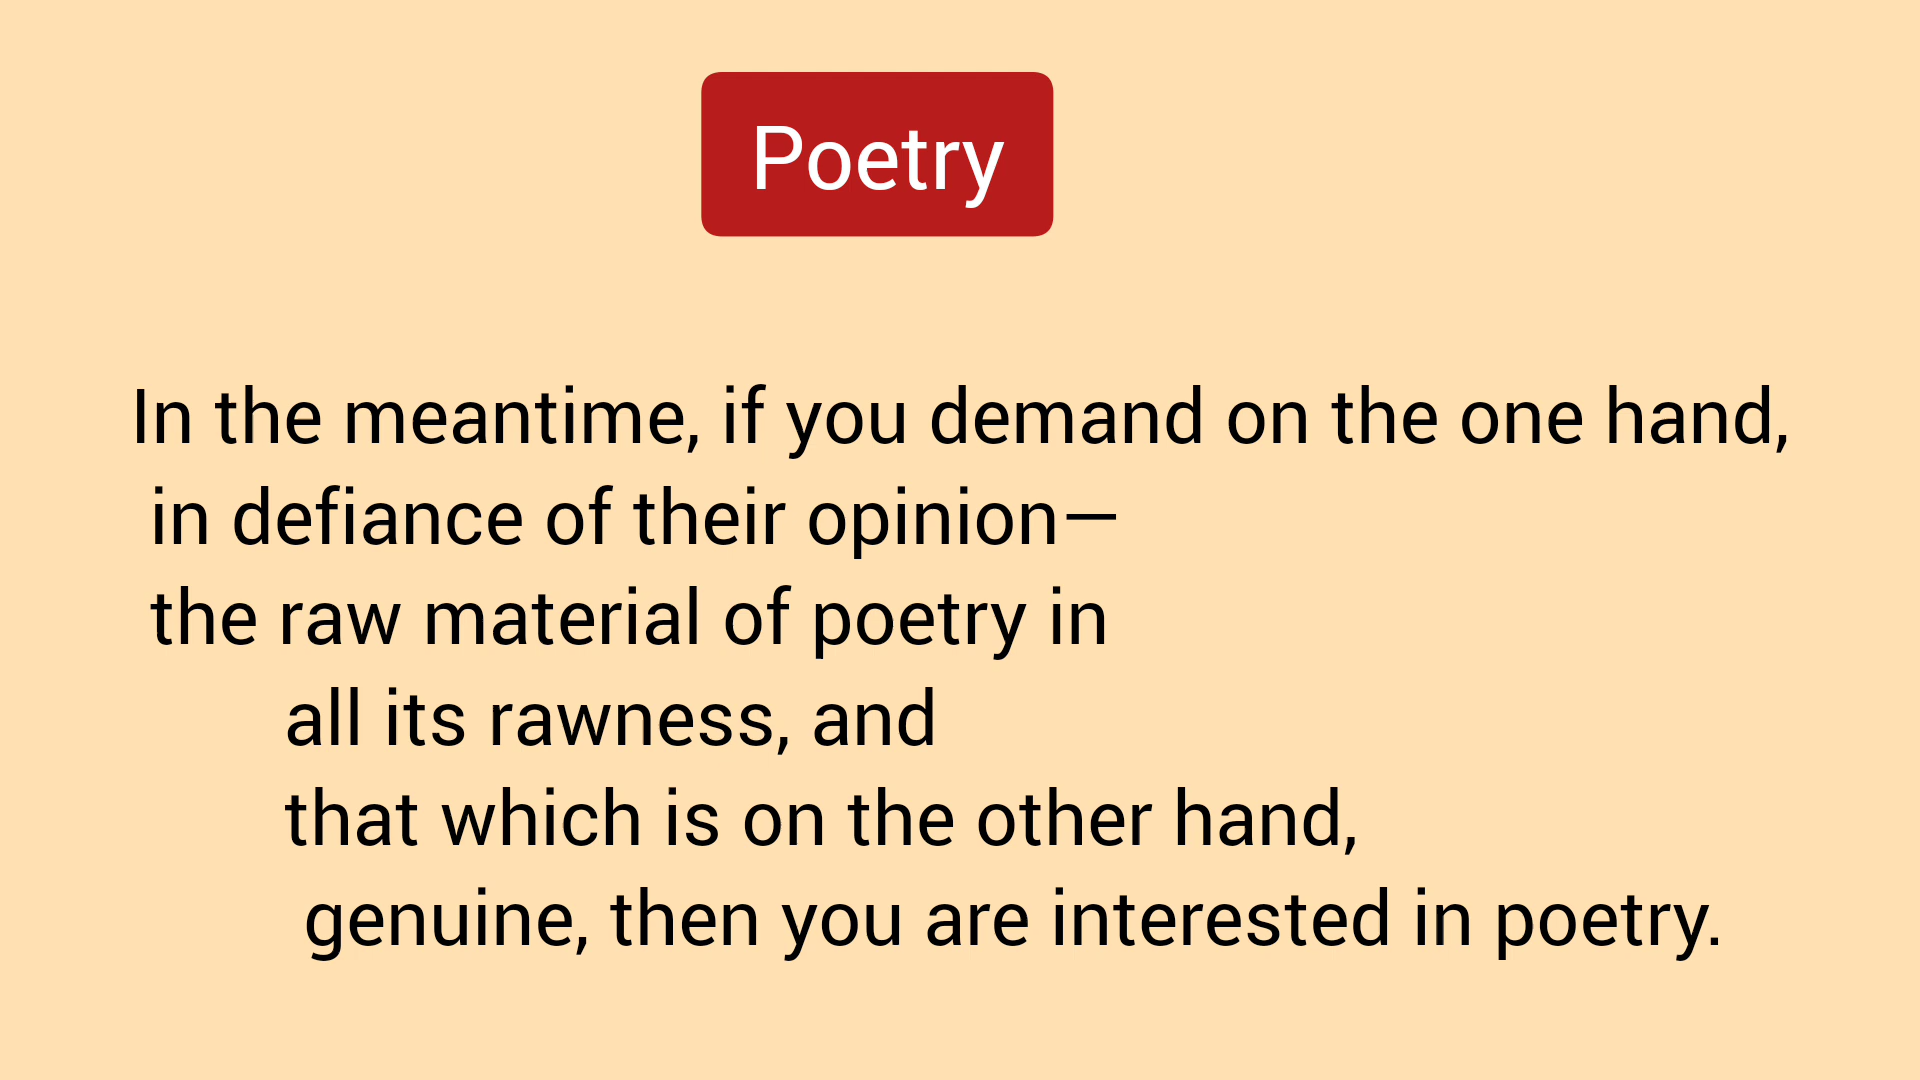 Poetry
In the meantime, if you demand on the one hand,
in defiance of their opinion—
the raw material of poetry in
all its rawness, and
that which is on the other hand,
genuine, then you are interested in poetry.